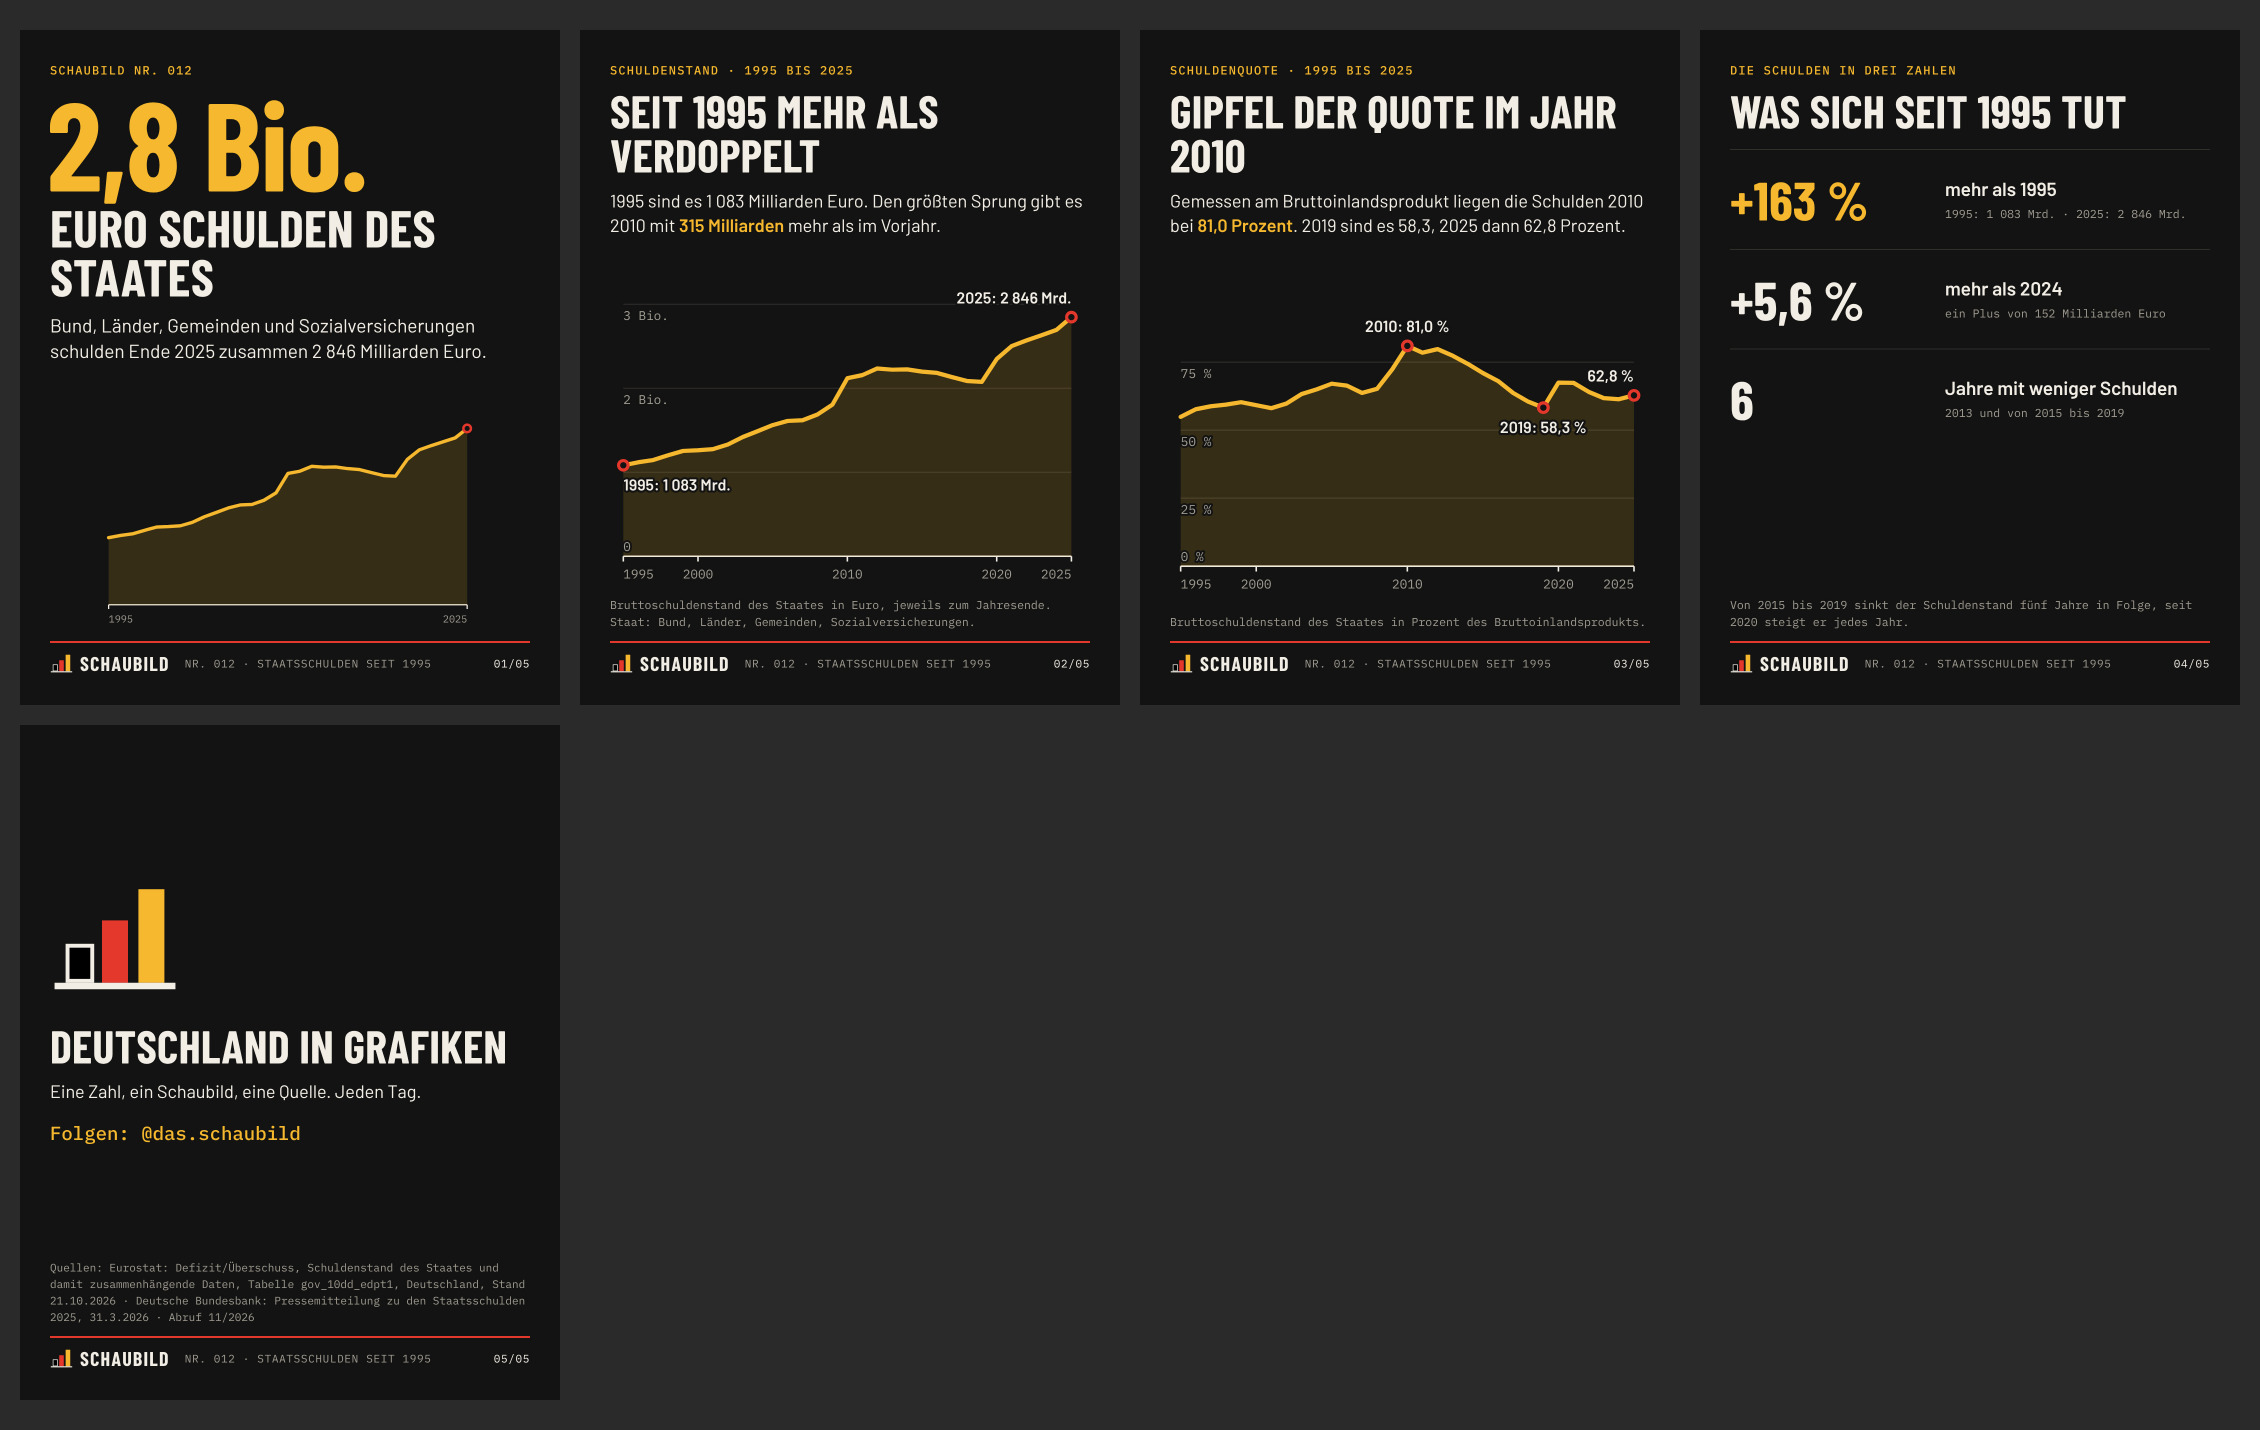 SCHAUBILD NR. 012
2,8 Bio.
EURO SCHULDEN DES
STAATES
Bund, Länder, Gemeinden und Sozialversicherungen
schulden Ende 2025 zusammen 2 846 Milliarden Euro.
1995 2025
SCHAUBILD NR. 012 · STAATSSCHULDEN SEIT 1995 01/05
SCHULDENSTAND · 1995 BIS 2025
SEIT 1995 MEHR ALS
VERDOPPELT
1995 sind es 1 083 Milliarden Euro. Den größten Sprung gibt es
2010 mit 315 Milliarden mehr als im Vorjahr.
2025: 2 846 Mrd.
3 Bio.
2 Bio.
1995: 1 083 Mrd.
0
1995 2000 2010 2020 2025
Bruttoschuldenstand des Staates in Euro, jeweils zum Jahresende.
Staat: Bund, Länder, Gemeinden, Sozialversicherungen.
SCHAUBILD NR. 012 · STAATSSCHULDEN SEIT 1995 02/05
SCHULDENQUOTE · 1995 BIS 2025
GIPFEL DER QUOTE IM JAHR
2010
Gemessen am Bruttoinlandsprodukt liegen die Schulden 2010
bei 81,0 Prozent. 2019 sind es 58,3, 2025 dann 62,8 Prozent.
2010: 81,0 %
75 %
62,8 %
2019: 58,3 %
50 %
25 %
0 %
1995 2000 2010 2020 2025
Bruttoschuldenstand des Staates in Prozent des Bruttoinlandsprodukts.
SCHAUBILD NR. 012 · STAATSSCHULDEN SEIT 1995 03/05
DIE SCHULDEN IN DREI ZAHLEN
WAS SICH SEIT 1995 TUT
+163 %
mehr als 1995
1995: 1 083 Mrd. · 2025: 2 846 Mrd.
+5,6 %
mehr als 2024
ein Plus von 152 Milliarden Euro
6
Jahre mit weniger Schulden
2013 und von 2015 bis 2019
Von 2015 bis 2019 sinkt der Schuldenstand fünf Jahre in Folge, seit
2020 steigt er jedes Jahr.
SCHAUBILD NR. 012 · STAATSSCHULDEN SEIT 1995 04/05
DEUTSCHLAND IN GRAFIKEN
Eine Zahl, ein Schaubild, eine Quelle. Jeden Tag.
Folgen: @das.schaubild
Quellen: Eurostat: Defizit/Überschuss, Schuldenstand des Staates und
damit zusammenhängende Daten, Tabelle gov_10dd_edpt1, Deutschland, Stand
21.10.2026 · Deutsche Bundesbank: Pressemitteilung zu den Staatsschulden
2025, 31.3.2026 · Abruf 11/2026
SCHAUBILD NR. 012 · STAATSSCHULDEN SEIT 1995 05/05